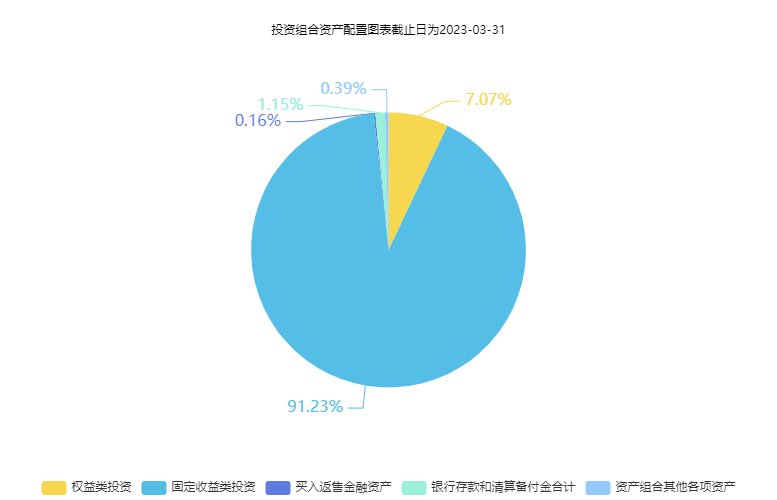 投资组合资产配置图表截止日为2023-03-31
0.39%
7.07%
1.15%
0.16%
91.23%
权益类投资 固定收益类投资 买入返售金融资产 银行存款和清算备付金合计 资产组合其他各项资产